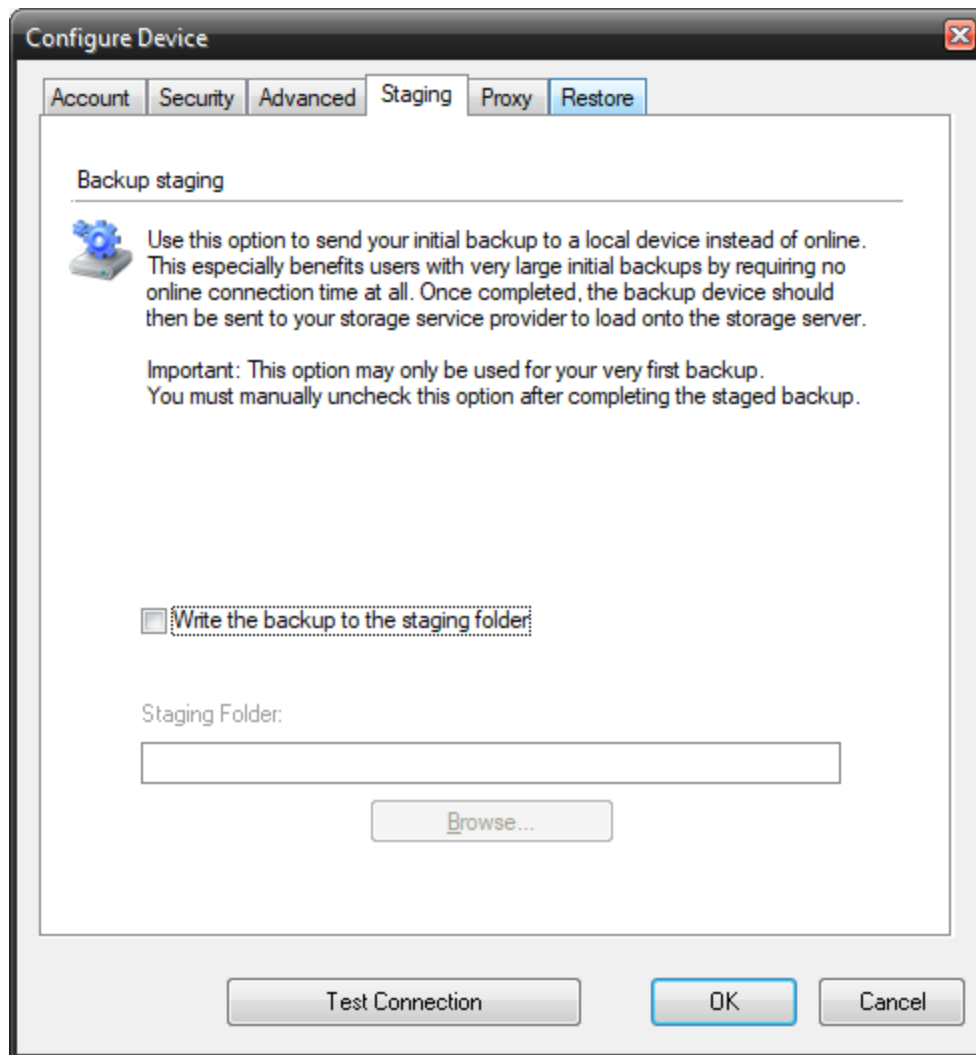 Configure Device
Account Security Advanced Staging Proxy Restore
Backup staging
Use this option to send your initial backup to a local device instead of online.
This especially benefits users with very large initial backups by requiring no
online connection time at all. Once completed, the backup device should
then be sent to your storage service provider to load onto the storage server.
Important: This option may only be used for your very first backup.
You must manually uncheck this option after completing the staged backup.
Write the backup to the staging folder
Staging Folder:
Browse...
Test Connection OK Cancel